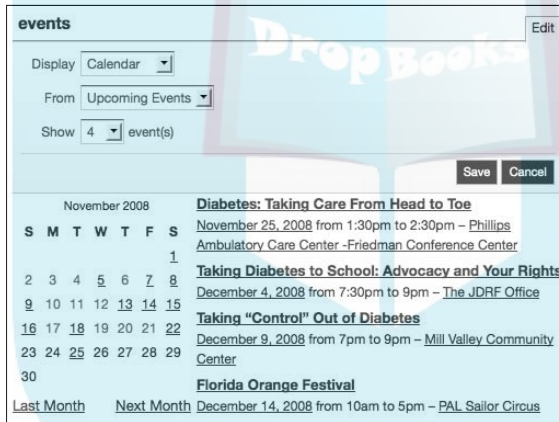 events
Edit
Display Calendar
From Upcoming Events
Show 4 event(s)
Save Cancel
November 2008
S M T W T F S
1
2 3 4 5 6 7 8
9 10 11 12 13 14 15
16 17 18 19 20 21 22
23 24 25 26 27 28 29
30
Last Month Next Month
Diabetes: Taking Care From Head to Toe
November 25, 2008 from 1:30pm to 2:30pm – Phillips
Ambulatory Care Center -Friedman Conference Center
Taking Diabetes to School: Advocacy and Your Rights
December 4, 2008 from 7:30pm to 9pm – The JDRF Office
Taking “Control” Out of Diabetes
December 9, 2008 from 7pm to 9pm – Mill Valley Community
Center
Florida Orange Festival
December 14, 2008 from 10am to 5pm – PAL Sailor Circus
DropBooks